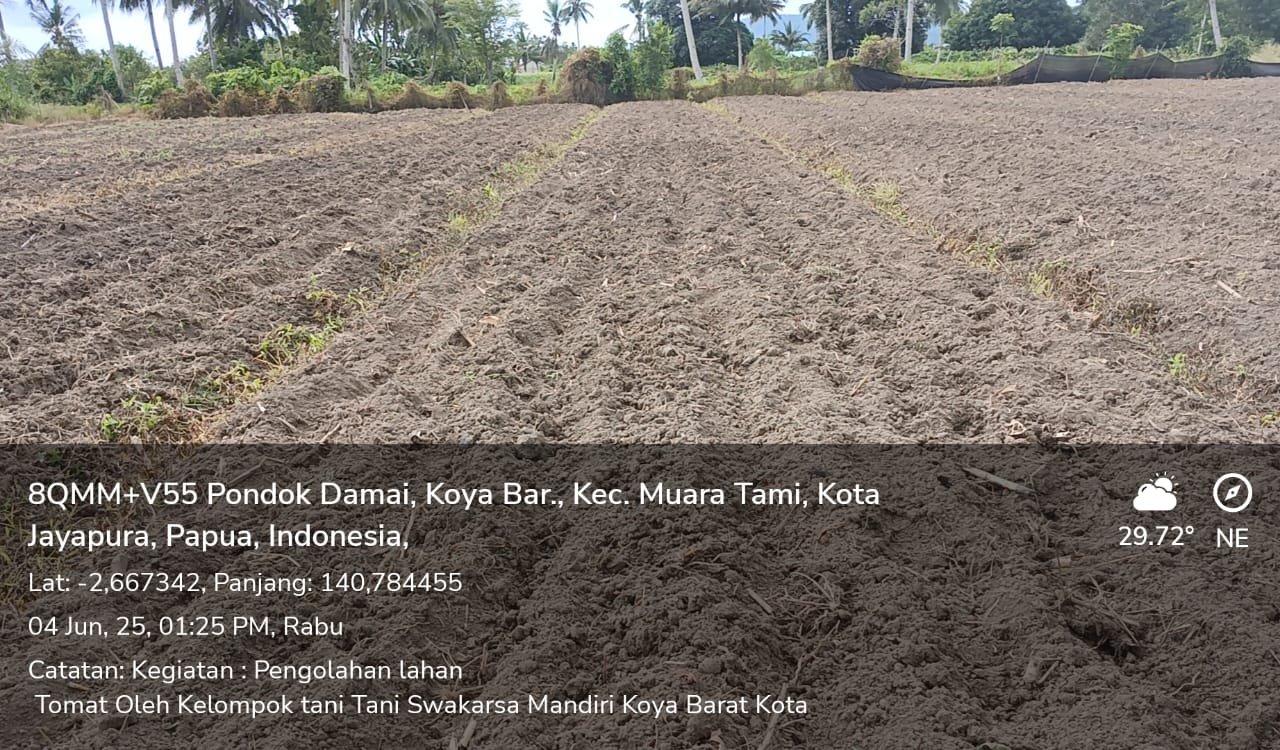 8QMM+V55 Pondok Damai, Koya Bar., Kec. Muara Tami, Kota
Jayapura, Papua, Indonesia,
29.72° NE
Lat: -2,667342, Panjang: 140,784455
04 Jun, 25, 01:25 PM, Rabu
Catatan: Kegiatan : Pengolahan lahan
Tomat Oleh Kelompok tani Tani Swakarsa Mandiri Koya Barat Kota